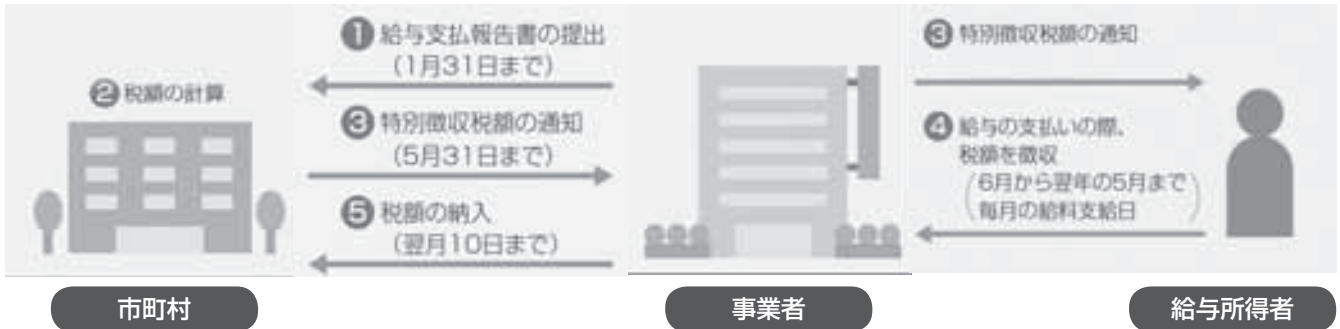 ❶ 給与支払報告書の提出
（1月31日まで）
❷ 税額の計算
❸ 特別徴収税額の通知
（5月31日まで）
❺ 税額の納入
（翌月10日まで）
❸ 特別徴収税額の通知
❹ 給与の支払いの際、
税額を徴収
（6月から翌年の5月まで
毎月の給料支給日）
市町村
事業者
給与所得者